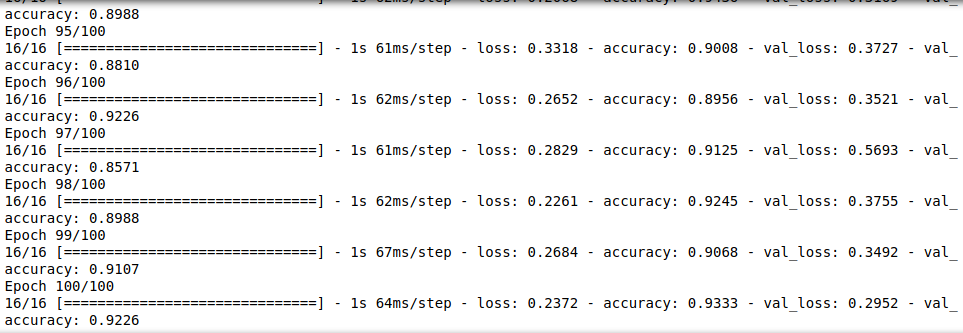 accuracy: 0.8988
Epoch 95/100
16/16 [==============================] - 1s 61ms/step - loss: 0.3318 - accuracy: 0.9008 - val_loss: 0.3727 - val_
accuracy: 0.8810
Epoch 96/100
16/16 [==============================] - 1s 62ms/step - loss: 0.2652 - accuracy: 0.8956 - val_loss: 0.3521 - val_
accuracy: 0.9226
Epoch 97/100
16/16 [==============================] - 1s 61ms/step - loss: 0.2829 - accuracy: 0.9125 - val_loss: 0.5693 - val_
accuracy: 0.8571
Epoch 98/100
16/16 [==============================] - 1s 62ms/step - loss: 0.2261 - accuracy: 0.9245 - val_loss: 0.3755 - val_
accuracy: 0.8988
Epoch 99/100
16/16 [==============================] - 1s 67ms/step - loss: 0.2684 - accuracy: 0.9068 - val_loss: 0.3492 - val_
accuracy: 0.9107
Epoch 100/100
16/16 [==============================] - 1s 64ms/step - loss: 0.2372 - accuracy: 0.9333 - val_loss: 0.2952 - val_
accuracy: 0.9226